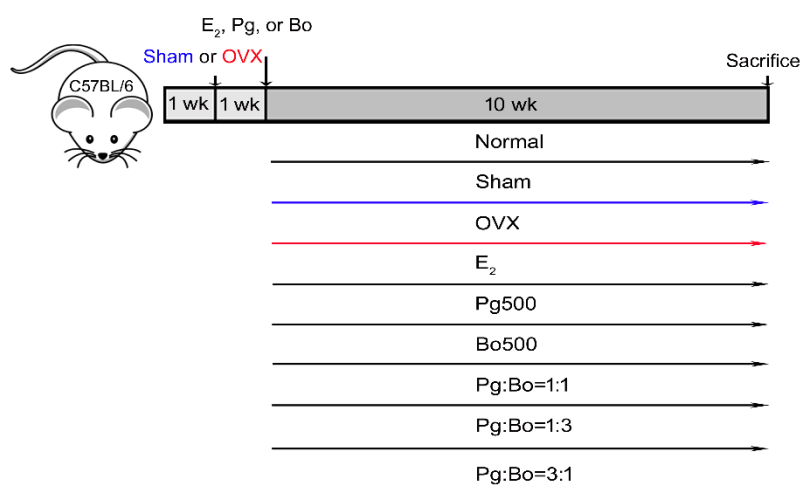 E₂, Pg, or Bo
Sham or OVX
Sacrifice
C57BL/6
1 wk 1 wk 10 wk
Normal
Sham
OVX
E₂
Pg500
Bo500
Pg:Bo=1:1
Pg:Bo=1:3
Pg:Bo=3:1